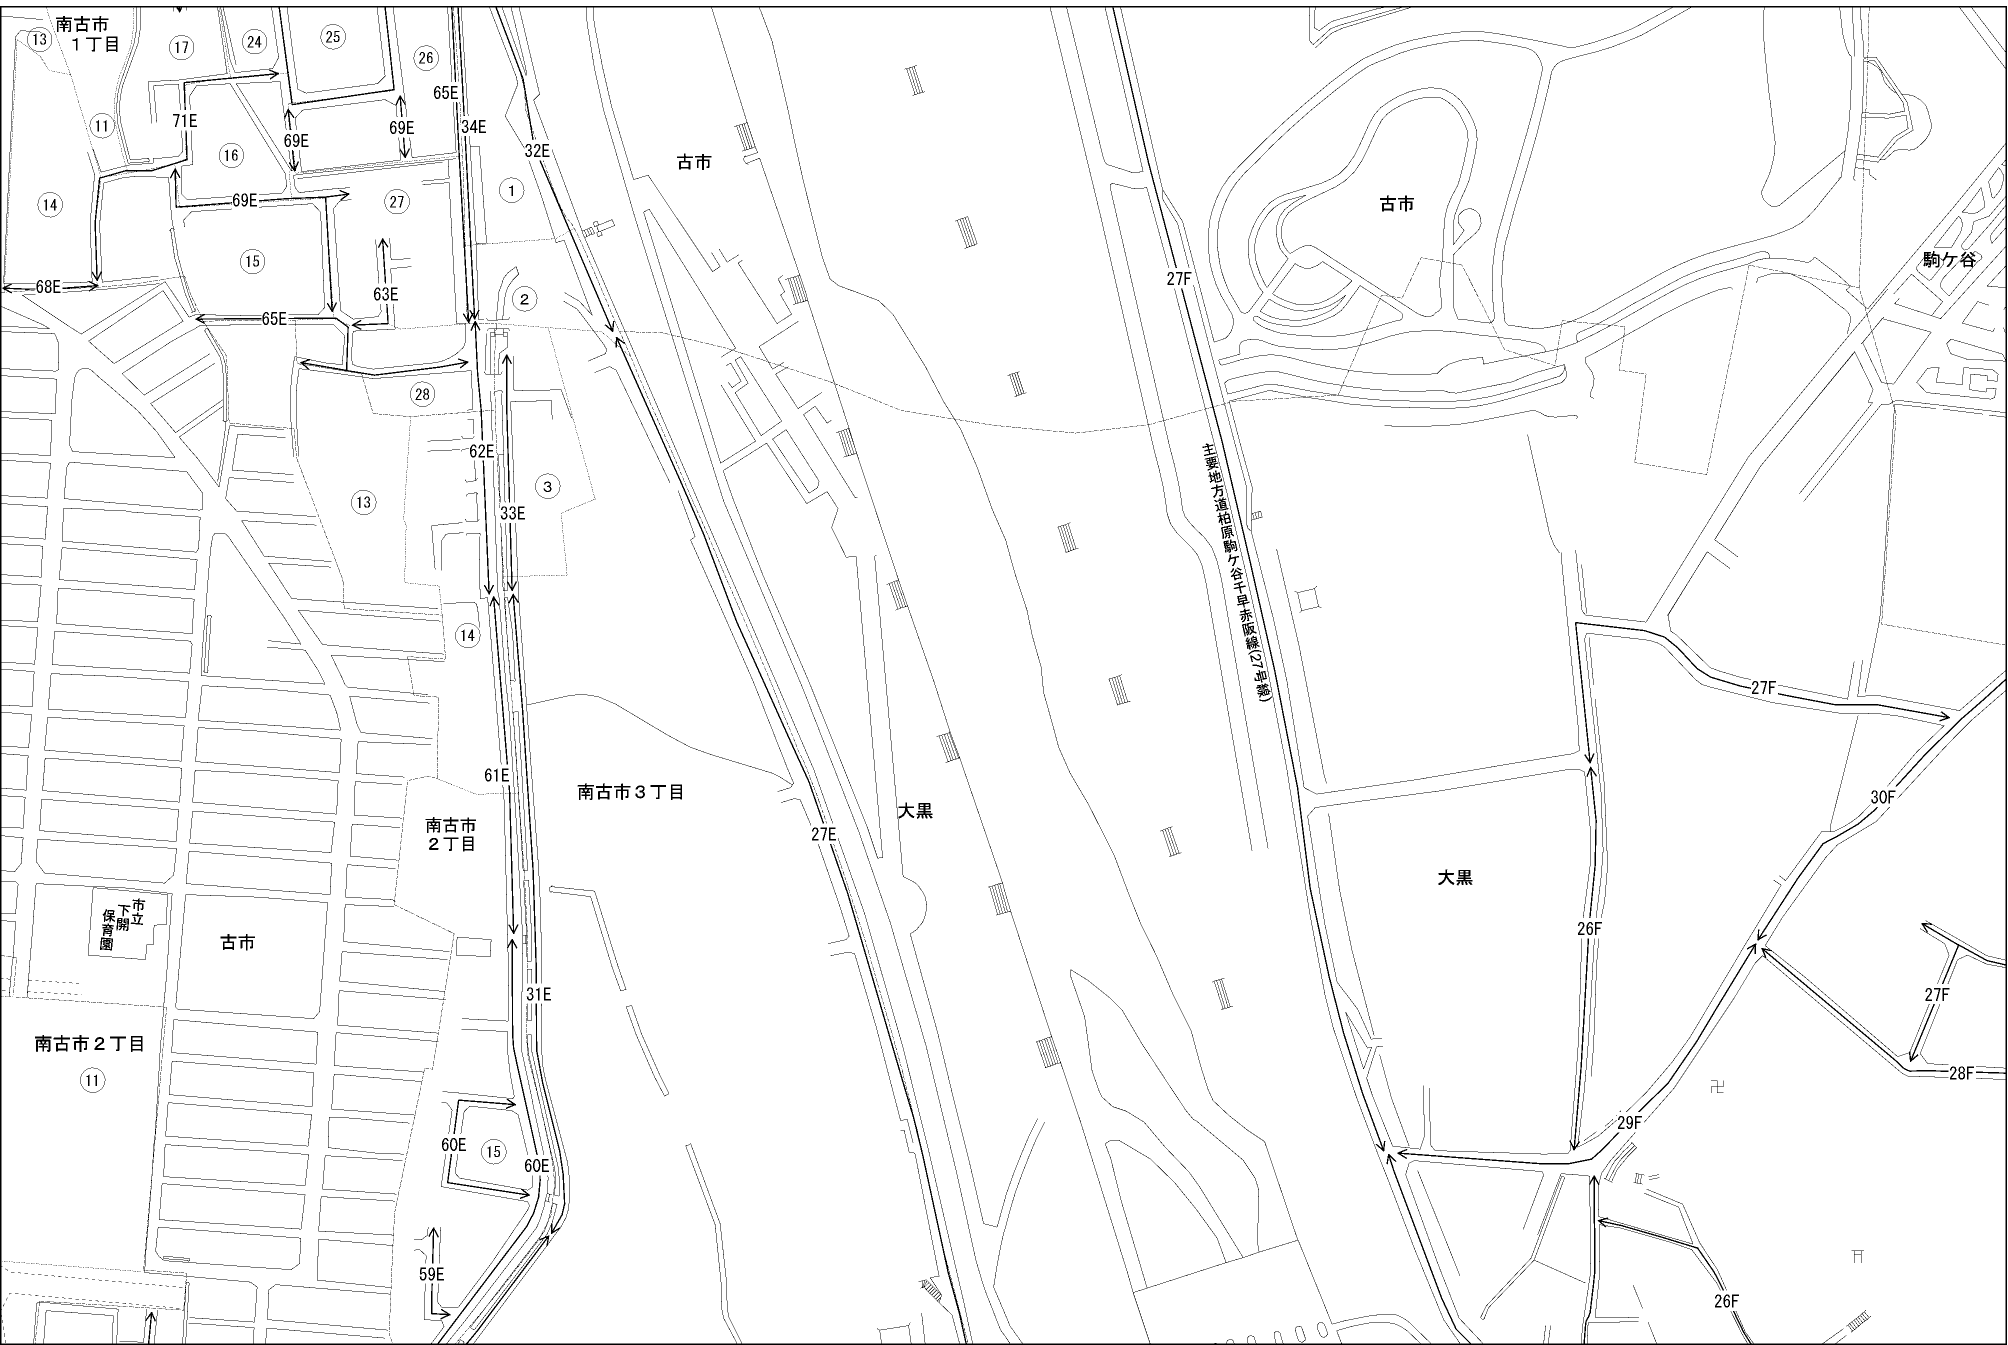 南古市
１丁目
13
17
24
25
26
65E
34E
11
71E
69E
69E
16
32E
古市
14
69E
27
1
古市
15
27F
駒ケ谷
68E
63E
2
65E
28
62E
13
33E
3
主要地方道柏原駒ケ谷千早赤阪線(27号線)
14
27F
61E
南古市３丁目
30F
南古市
２丁目
27E
大黒
大黒
市立
下開
保育園
古市
26F
31E
27F
南古市２丁目
11
28F
29F
60E
15
60E
59E
26F